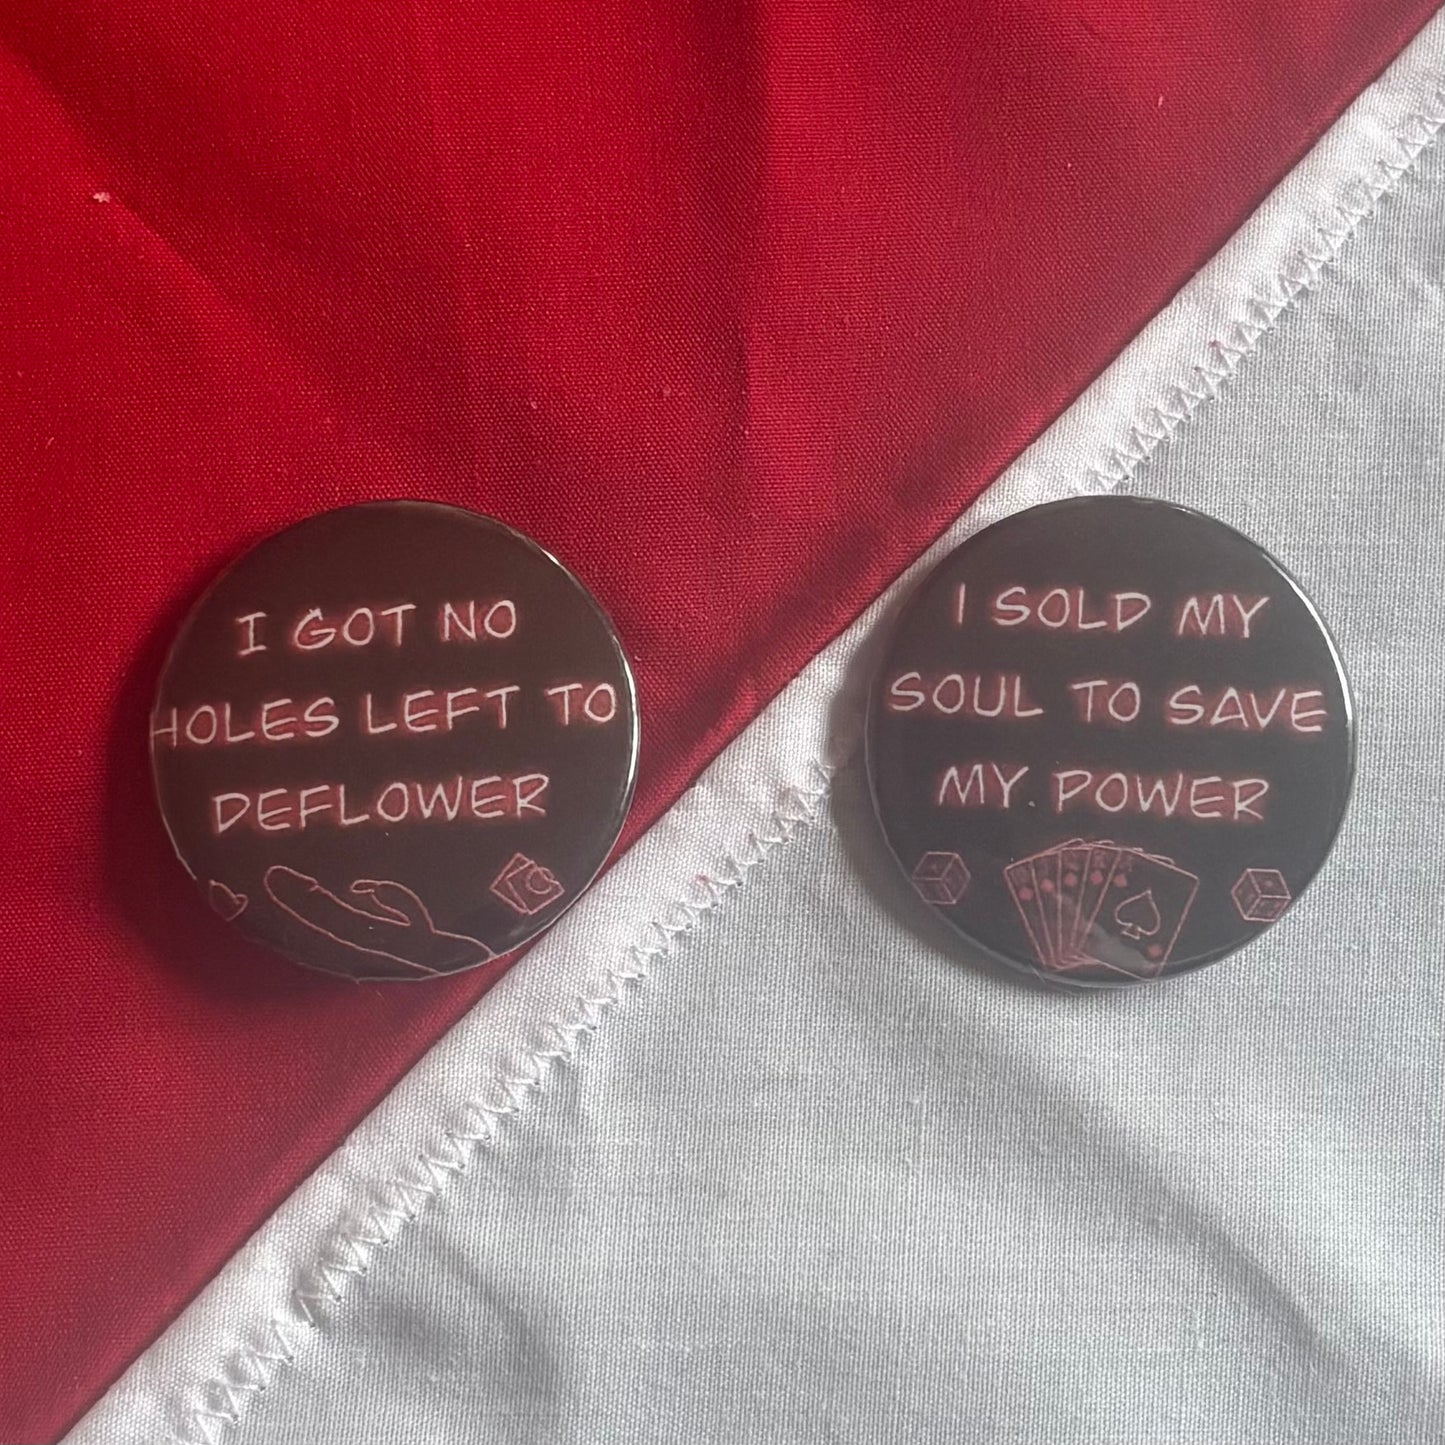 I GOT NO
HOLES LEFT TO
DEFLOWER
I SOLD MY
SOUL TO SAVE
MY POWER